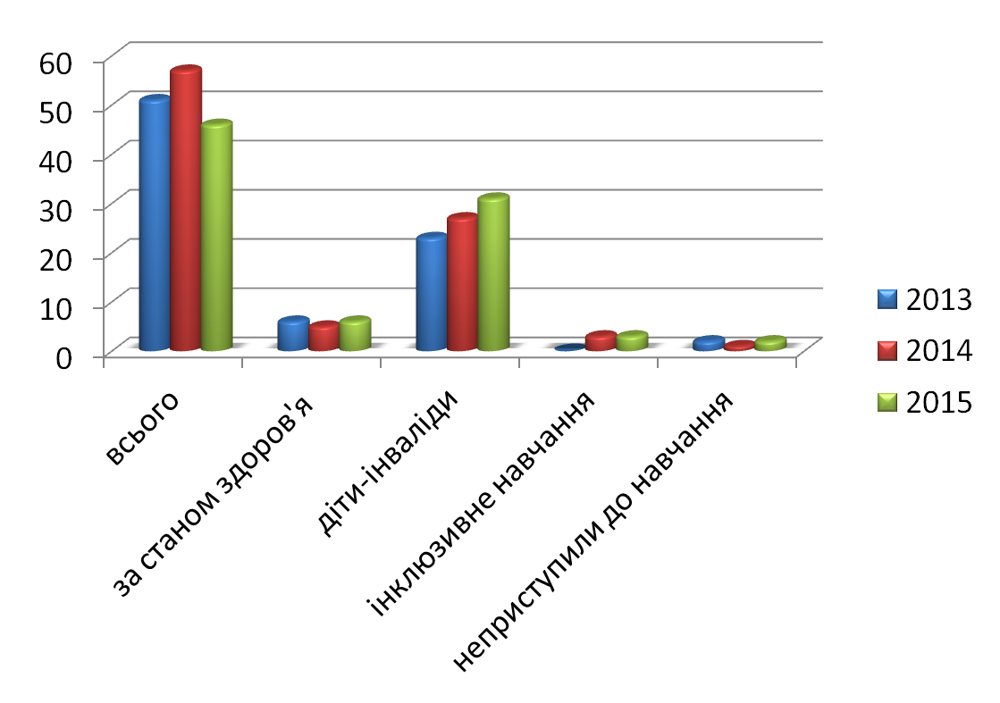 60
50
40
30
20
10
0
всього
за станом здоров'я
діти-інваліди
інклюзивне навчання
неприступили до навчання
2013
2014
2015